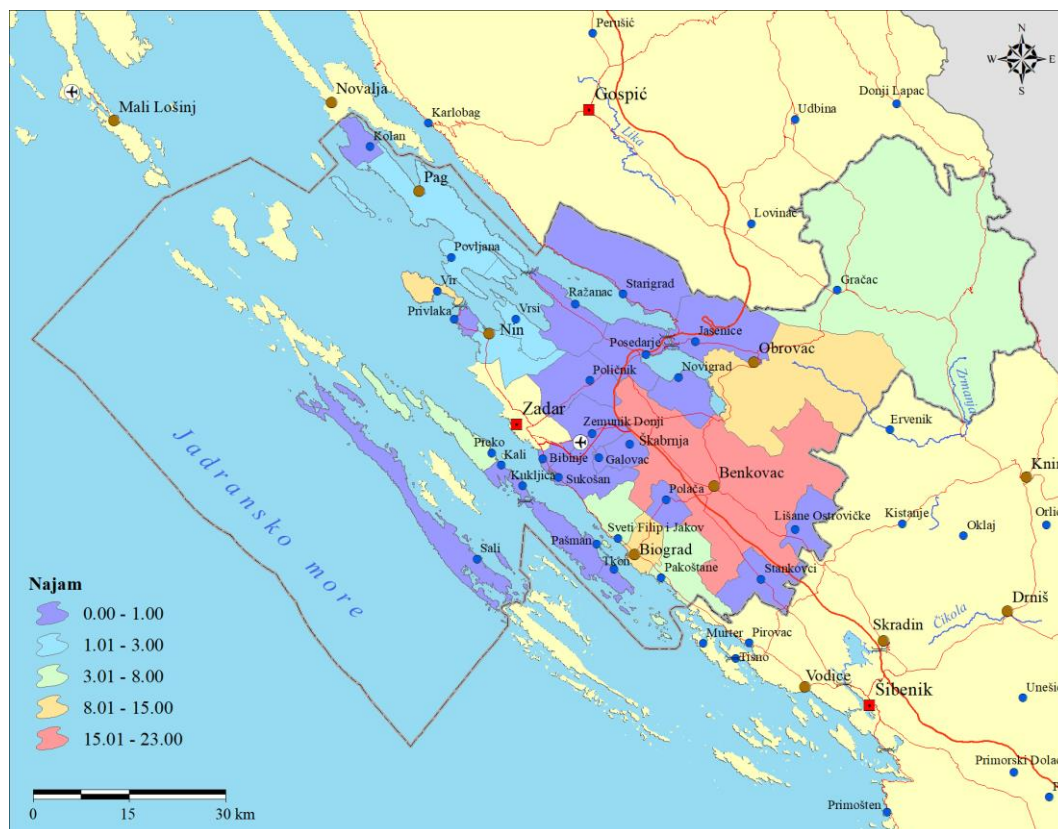 Perušić
N
W E
S
Donji Lapac
Novalja
Gospić
Mali Lošinj
Udbina
Karlobag
Lika
Kolan
Pag
Lovinac
Povljana
Gračac
Starigrad
Vir
Ražanac
Privlaka
Vrsi
Nin
Jasenice
Posedarje
Obrovac
Poličnik
Novigrad
Zrmanja
Zadar
Ervenik
Zemunik Donji
Škabrnja
Preko
Kali
Bibinje
Galovac
Knin
Kukljica
Sukošan
Benkovac
Polača
Jadransko more
Lišane Ostrovičke
Kistanje
Oklaj
Sveti Filip i Jakov
Pašman
Biograd
Sali
Tkon
Pakoštane
Stankovci
Najam
0.00 - 1.00
1.01 - 3.00
3.01 - 8.00
8.01 - 15.00
15.01 - 23.00
Drniš
Čikola
Skradin
Murter
Pirovac
Tisno
Vodice
Šibenik
Primorski Dolac
Primošten
0 15 30 km